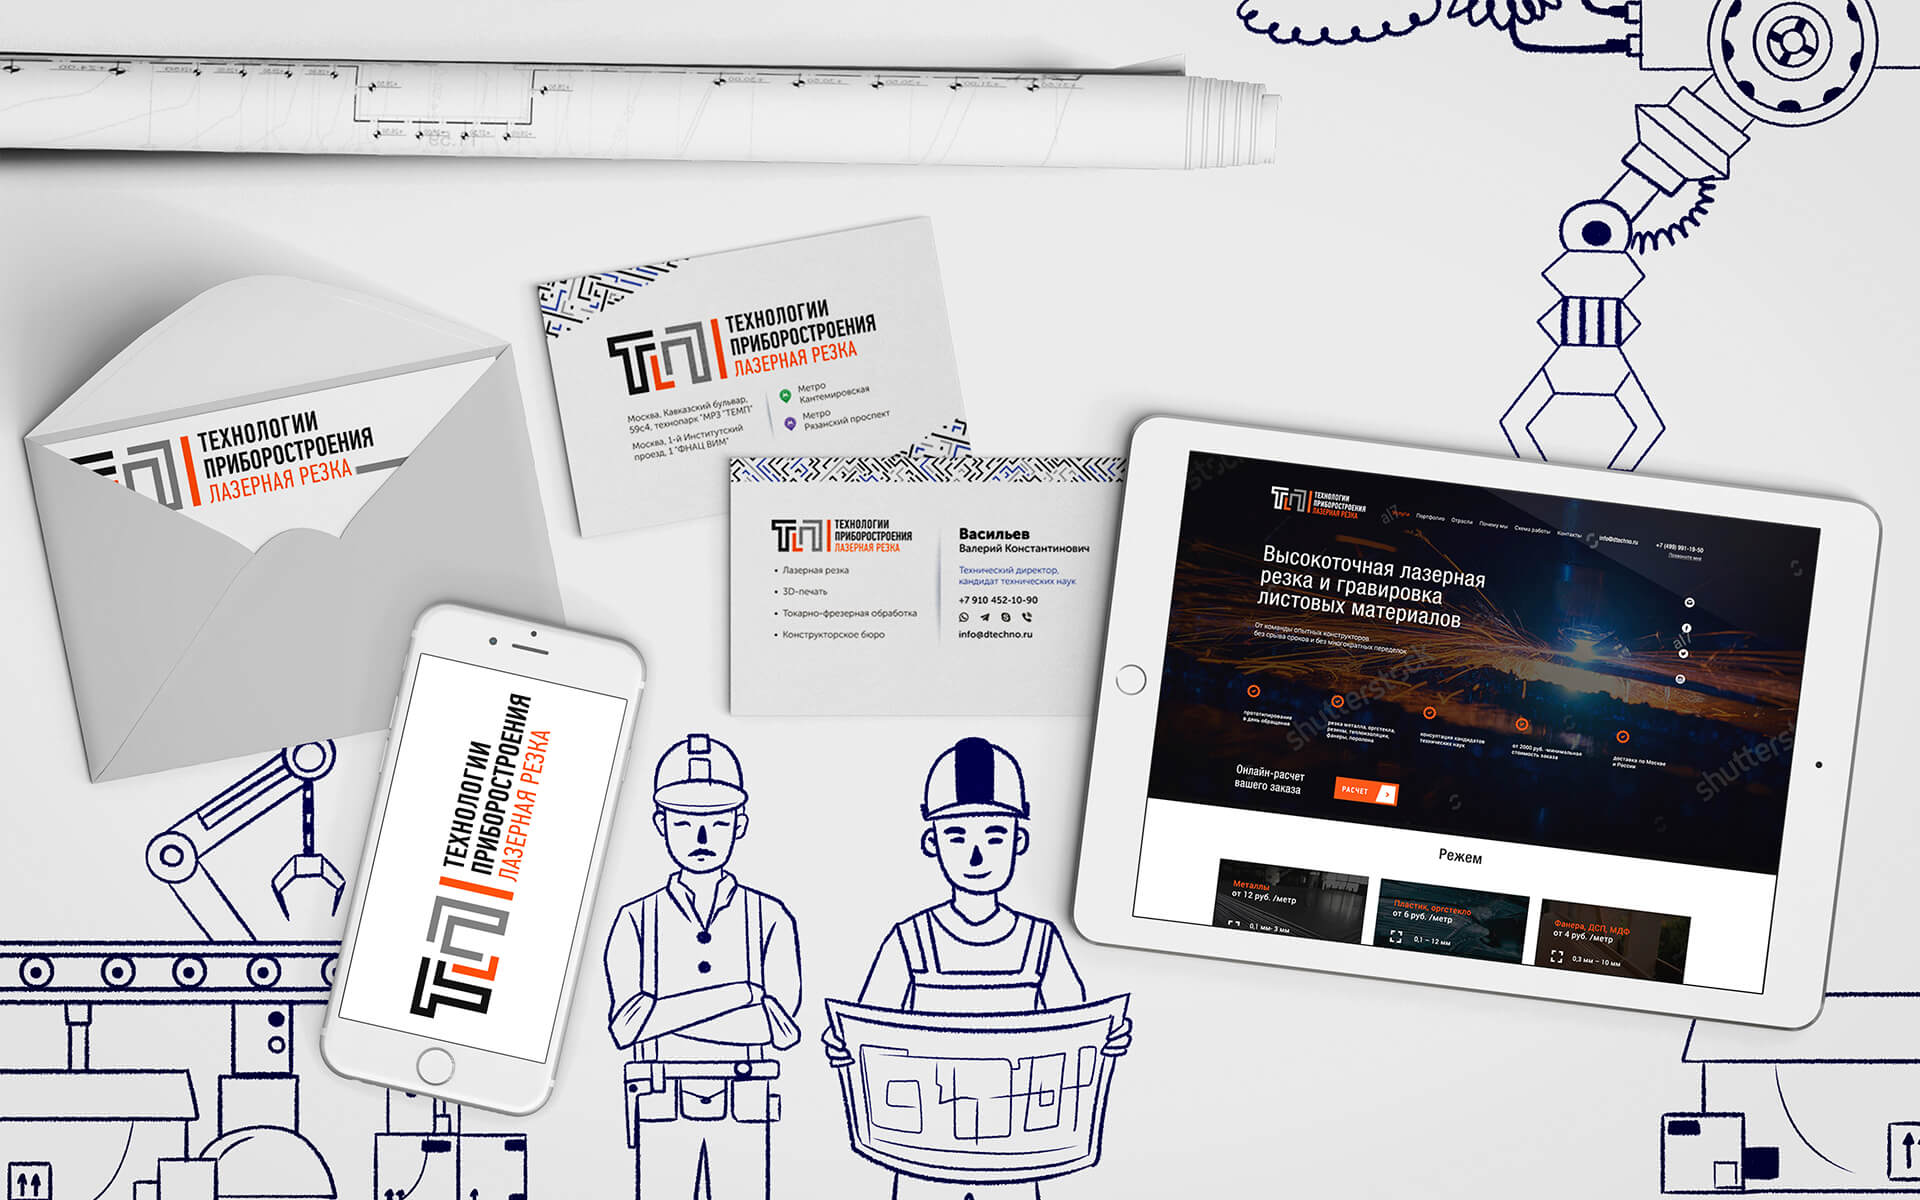 ТЕХНОЛОГИИ
ПРИБОРОСТРОЕНИЯ
ЛАЗЕРНАЯ РЕЗКА
Москва, Кавказский бульвар,
59с4, технопарк "МРЗ "ТЕМП"
Москва, 1-й Институтский
проезд, 1 "ФНАЦ ВИМ"
Метро
Кантемировская
Метро
Рязанский проспект
ТЕХНОЛОГИИ
ПРИБОРОСТРОЕНИЯ
ЛАЗЕРНАЯ РЕЗКА
ТЕХНОЛОГИИ
ПРИБОРОСТРОЕНИЯ
ЛАЗЕРНАЯ РЕЗКА
• Лазерная резка
• 3D-печать
• Токарно-фрезерная обработка
• Конструкторское бюро
Васильев
Валерий Константинович
Технический директор,
кандидат технических наук
+7 910 452-10-90
info@dtechno.ru
ТЕХНОЛОГИИ
ПРИБОРОСТРОЕНИЯ
ЛАЗЕРНАЯ РЕЗКА
ТЕХНОЛОГИИ
ПРИБОРОСТРОЕНИЯ
ЛАЗЕРНАЯ РЕЗКА
Услуги Портфолио Отрасли Почему мы Схема работы Контакты
info@dtechno.ru
+7 (499) 991-19-50
Позвоните мне
Высокоточная лазерная
резка и гравировка
листовых материалов
От команды опытных конструкторов
без срыва сроков и без многократных переделок
прототипирование
в день обращения
резка металла, оргстекла,
резины, теплоизоляции,
фанеры, поролона
консультация кандидатов
технических наук
от 2000 руб. -минимальная
стоимость заказа
доставка по Москве
и России
Онлайн-расчет
вашего заказа
РАСЧЕТ
shutterstock
Режем
Металлы
от 12 руб. /метр
0,1 мм- 3 мм
Пластик, оргстекло
от 6 руб. /метр
0,1 – 12 мм
Фанера, ДСП, МДФ
от 4 руб. /метр
0,3 мм – 10 мм